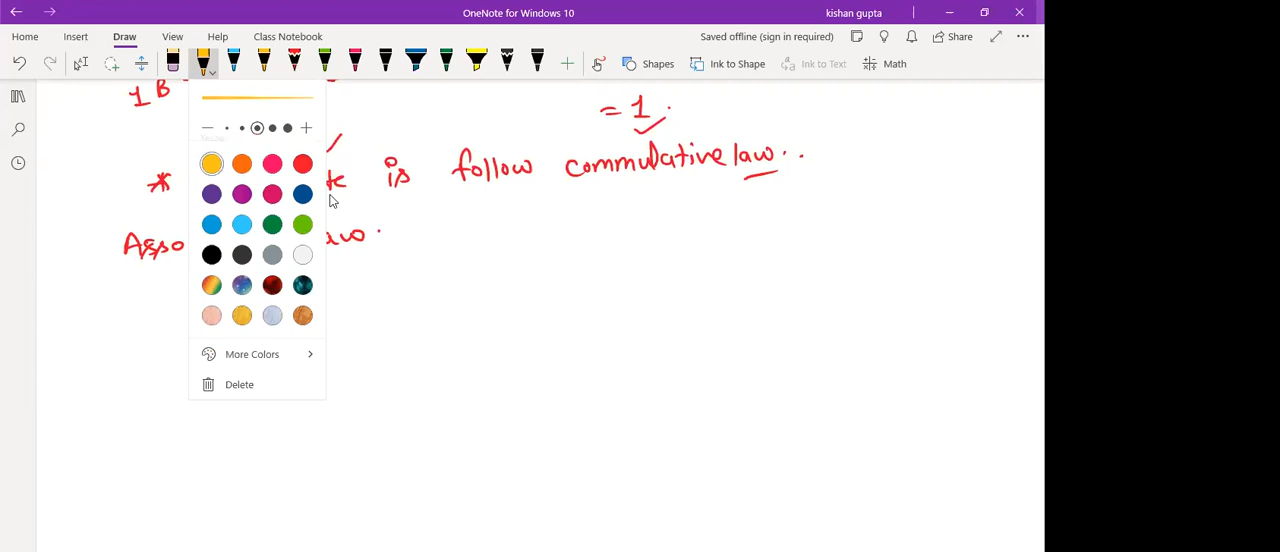 OneNote for Windows 10
kishan gupta
Home Insert Draw View Help Class Notebook
Saved offline (sign in required) Share
Shapes Ink to Shape Ink to Text Math
1 B
= 1.
* is follow commulative law..
Asso
More Colors
Delete